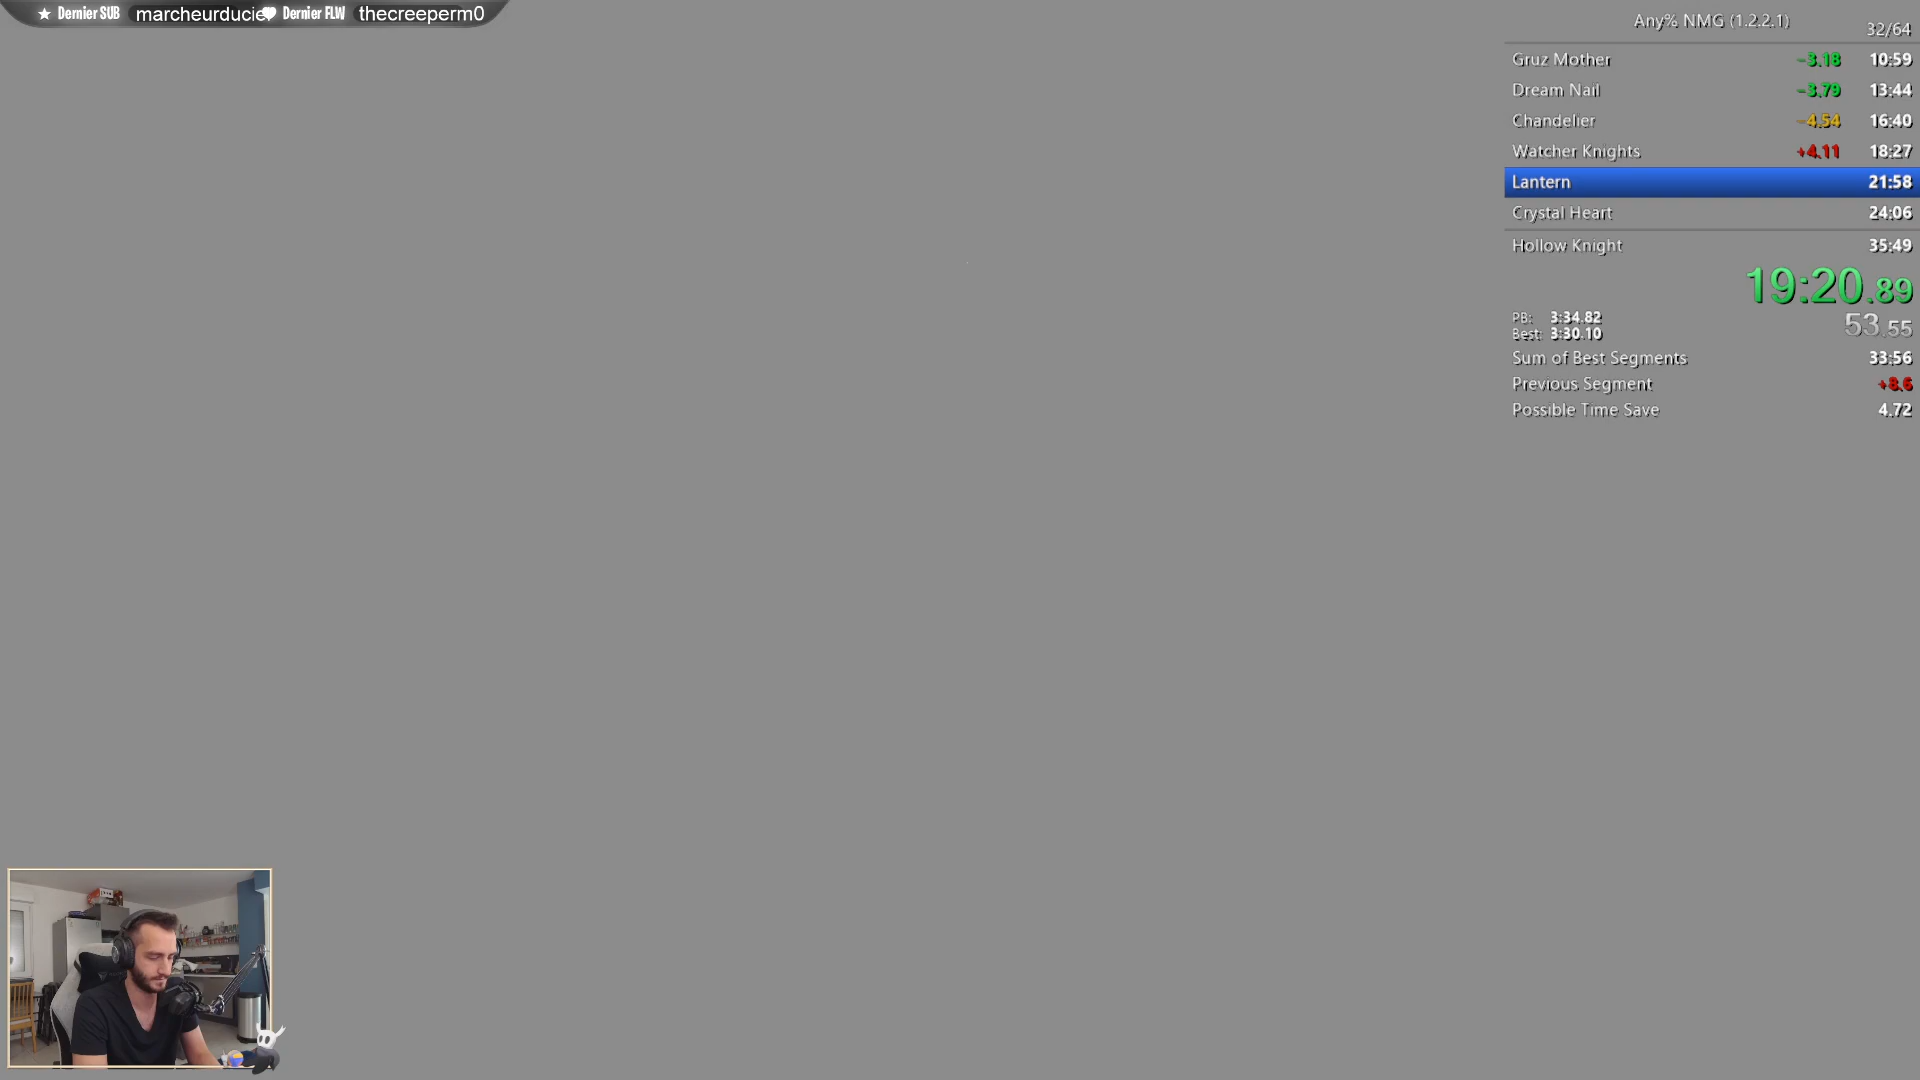 Dernier SUB marcheurducie Dernier FLW thecreeperm0
Any% NMG (1.2.2.1)
32/64
Gruz Mother -3.18 10:59
Dream Nail -3.79 13:44
Chandelier -4.54 16:40
Watcher Knights +4.11 18:27
Lantern 21:58
Crystal Heart 24:06
Hollow Knight 35:49
19:20.89
PB: 3:34.82
Best: 3:30.10
53.55
Sum of Best Segments 33:56
Previous Segment +8.6
Possible Time Save 4.72